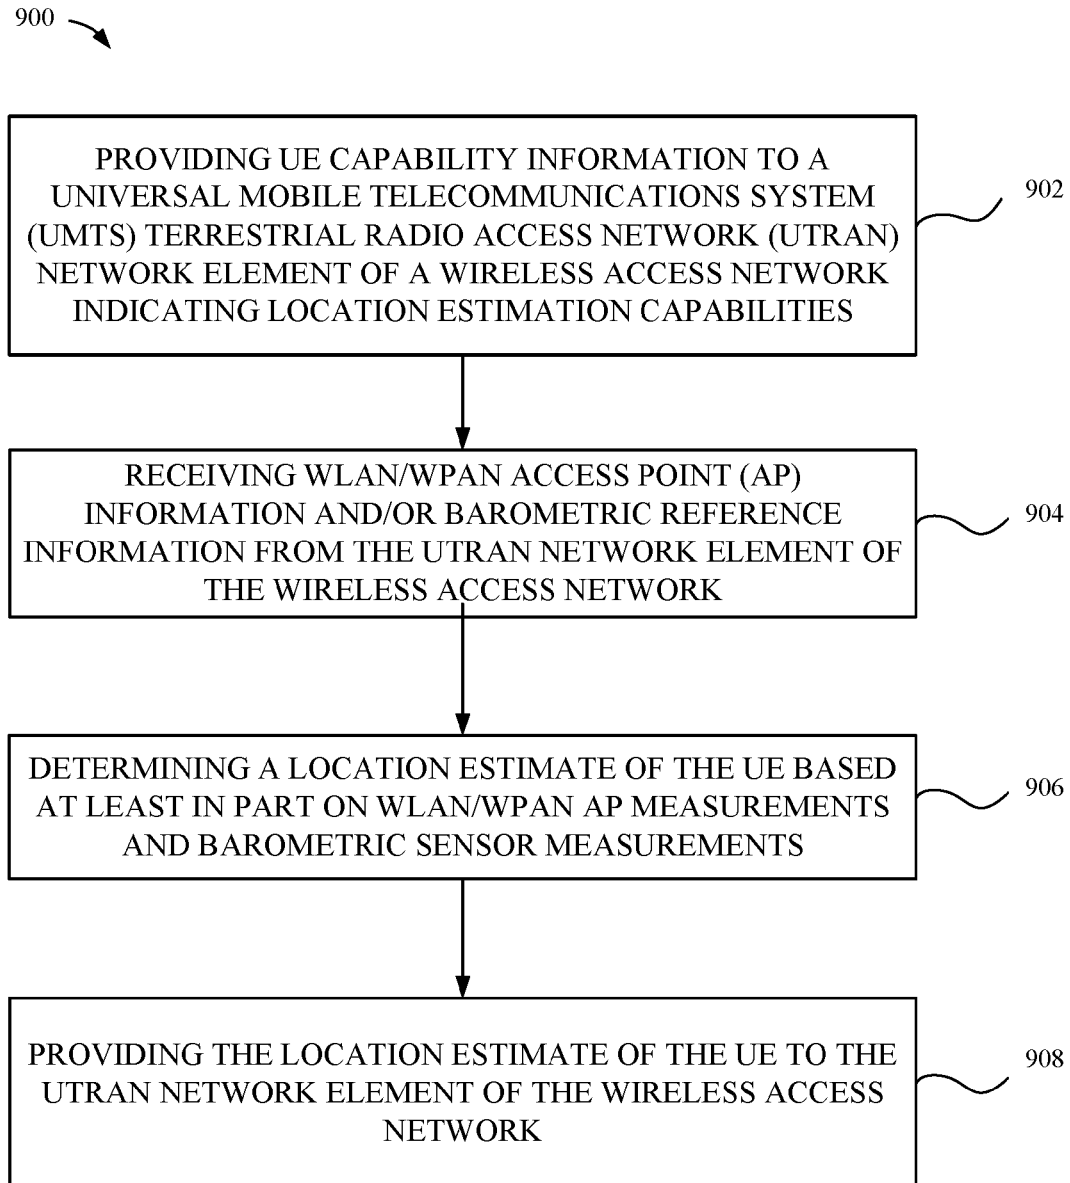 900
PROVIDING UE CAPABILITY INFORMATION TO A
UNIVERSAL MOBILE TELECOMMUNICATIONS SYSTEM
(UMTS) TERRESTRIAL RADIO ACCESS NETWORK (UTRAN)
NETWORK ELEMENT OF A WIRELESS ACCESS NETWORK
INDICATING LOCATION ESTIMATION CAPABILITIES
902
RECEIVING WLAN/WPAN ACCESS POINT (AP)
INFORMATION AND/OR BAROMETRIC REFERENCE
INFORMATION FROM THE UTRAN NETWORK ELEMENT OF
THE WIRELESS ACCESS NETWORK
904
DETERMINING A LOCATION ESTIMATE OF THE UE BASED
AT LEAST IN PART ON WLAN/WPAN AP MEASUREMENTS
AND BAROMETRIC SENSOR MEASUREMENTS
906
PROVIDING THE LOCATION ESTIMATE OF THE UE TO THE
UTRAN NETWORK ELEMENT OF THE WIRELESS ACCESS
NETWORK
908